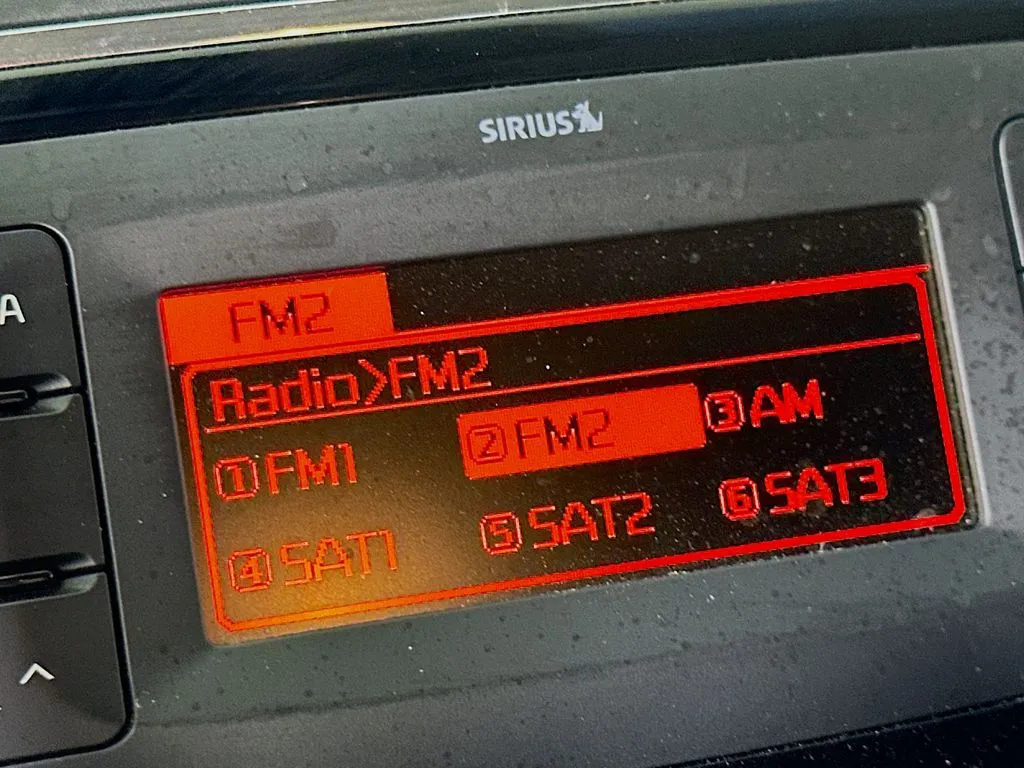 SIRIUS
A
FM2
Radio>FM2
①FM1 ②FM2 ③AM
④SAT1 ⑤SAT2 ⑥SAT3